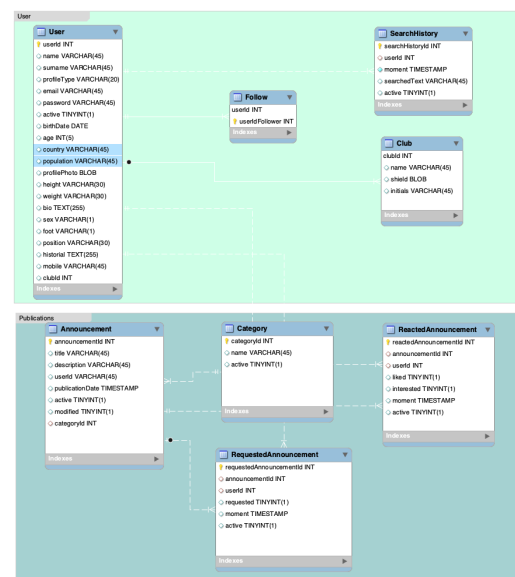 User
User
userId INT
name VARCHAR(45)
surname VARCHAR(45)
profileType VARCHAR(20)
email VARCHAR(45)
password VARCHAR(45)
active TINYINT(1)
birthDate DATE
age INT(5)
country VARCHAR(45)
population VARCHAR(45)
profilePhoto BLOB
height VARCHAR(30)
weight VARCHAR(30)
bio TEXT(255)
sex VARCHAR(1)
foot VARCHAR(1)
position VARCHAR(30)
historial TEXT(255)
mobile VARCHAR(45)
clubId INT
Indexes
Follow
userId INT
userIdFollower INT
Indexes
SearchHistory
searchHistoryId INT
userId INT
moment TIMESTAMP
searchedText VARCHAR(45)
active TINYINT(1)
Indexes
Club
clubId INT
name VARCHAR(45)
shield BLOB
initials VARCHAR(45)
Indexes
Publications
Announcement
announcementId INT
title VARCHAR(45)
description VARCHAR(45)
userId VARCHAR(45)
publicationDate TIMESTAMP
active TINYINT(1)
modified TINYINT(1)
categoryId INT
Indexes
Category
categoryId INT
name VARCHAR(45)
active TINYINT(1)
Indexes
ReactedAnnouncement
reactedAnnouncementId INT
announcementId INT
userId INT
liked TINYINT(1)
interested TINYINT(1)
moment TIMESTAMP
active TINYINT(1)
Indexes
RequestedAnnouncement
requestedAnnouncementId INT
announcementId INT
userId INT
requested TINYINT(1)
moment TIMESTAMP
active TINYINT(1)
Indexes